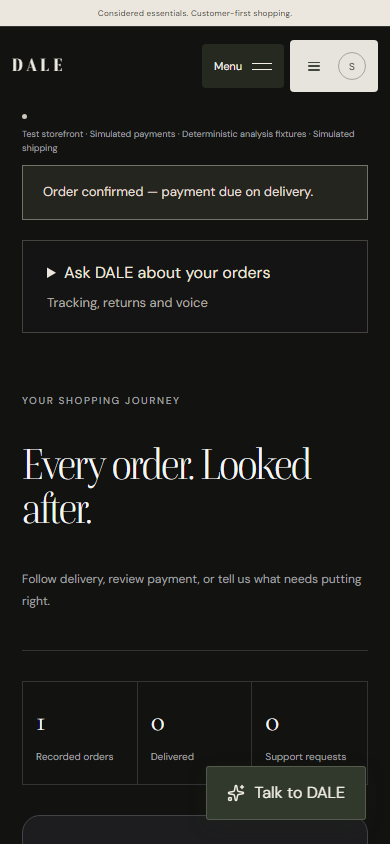 Considered essentials. Customer-first shopping.
DALE
Menu
S
Test storefront · Simulated payments · Deterministic analysis fixtures · Simulated
shipping
Order confirmed — payment due on delivery.
Ask DALE about your orders
Tracking, returns and voice
YOUR SHOPPING JOURNEY
Every order. Looked
after.
Follow delivery, review payment, or tell us what needs putting
right.
1 0 0
Recorded orders Delivered Support requests
Talk to DALE